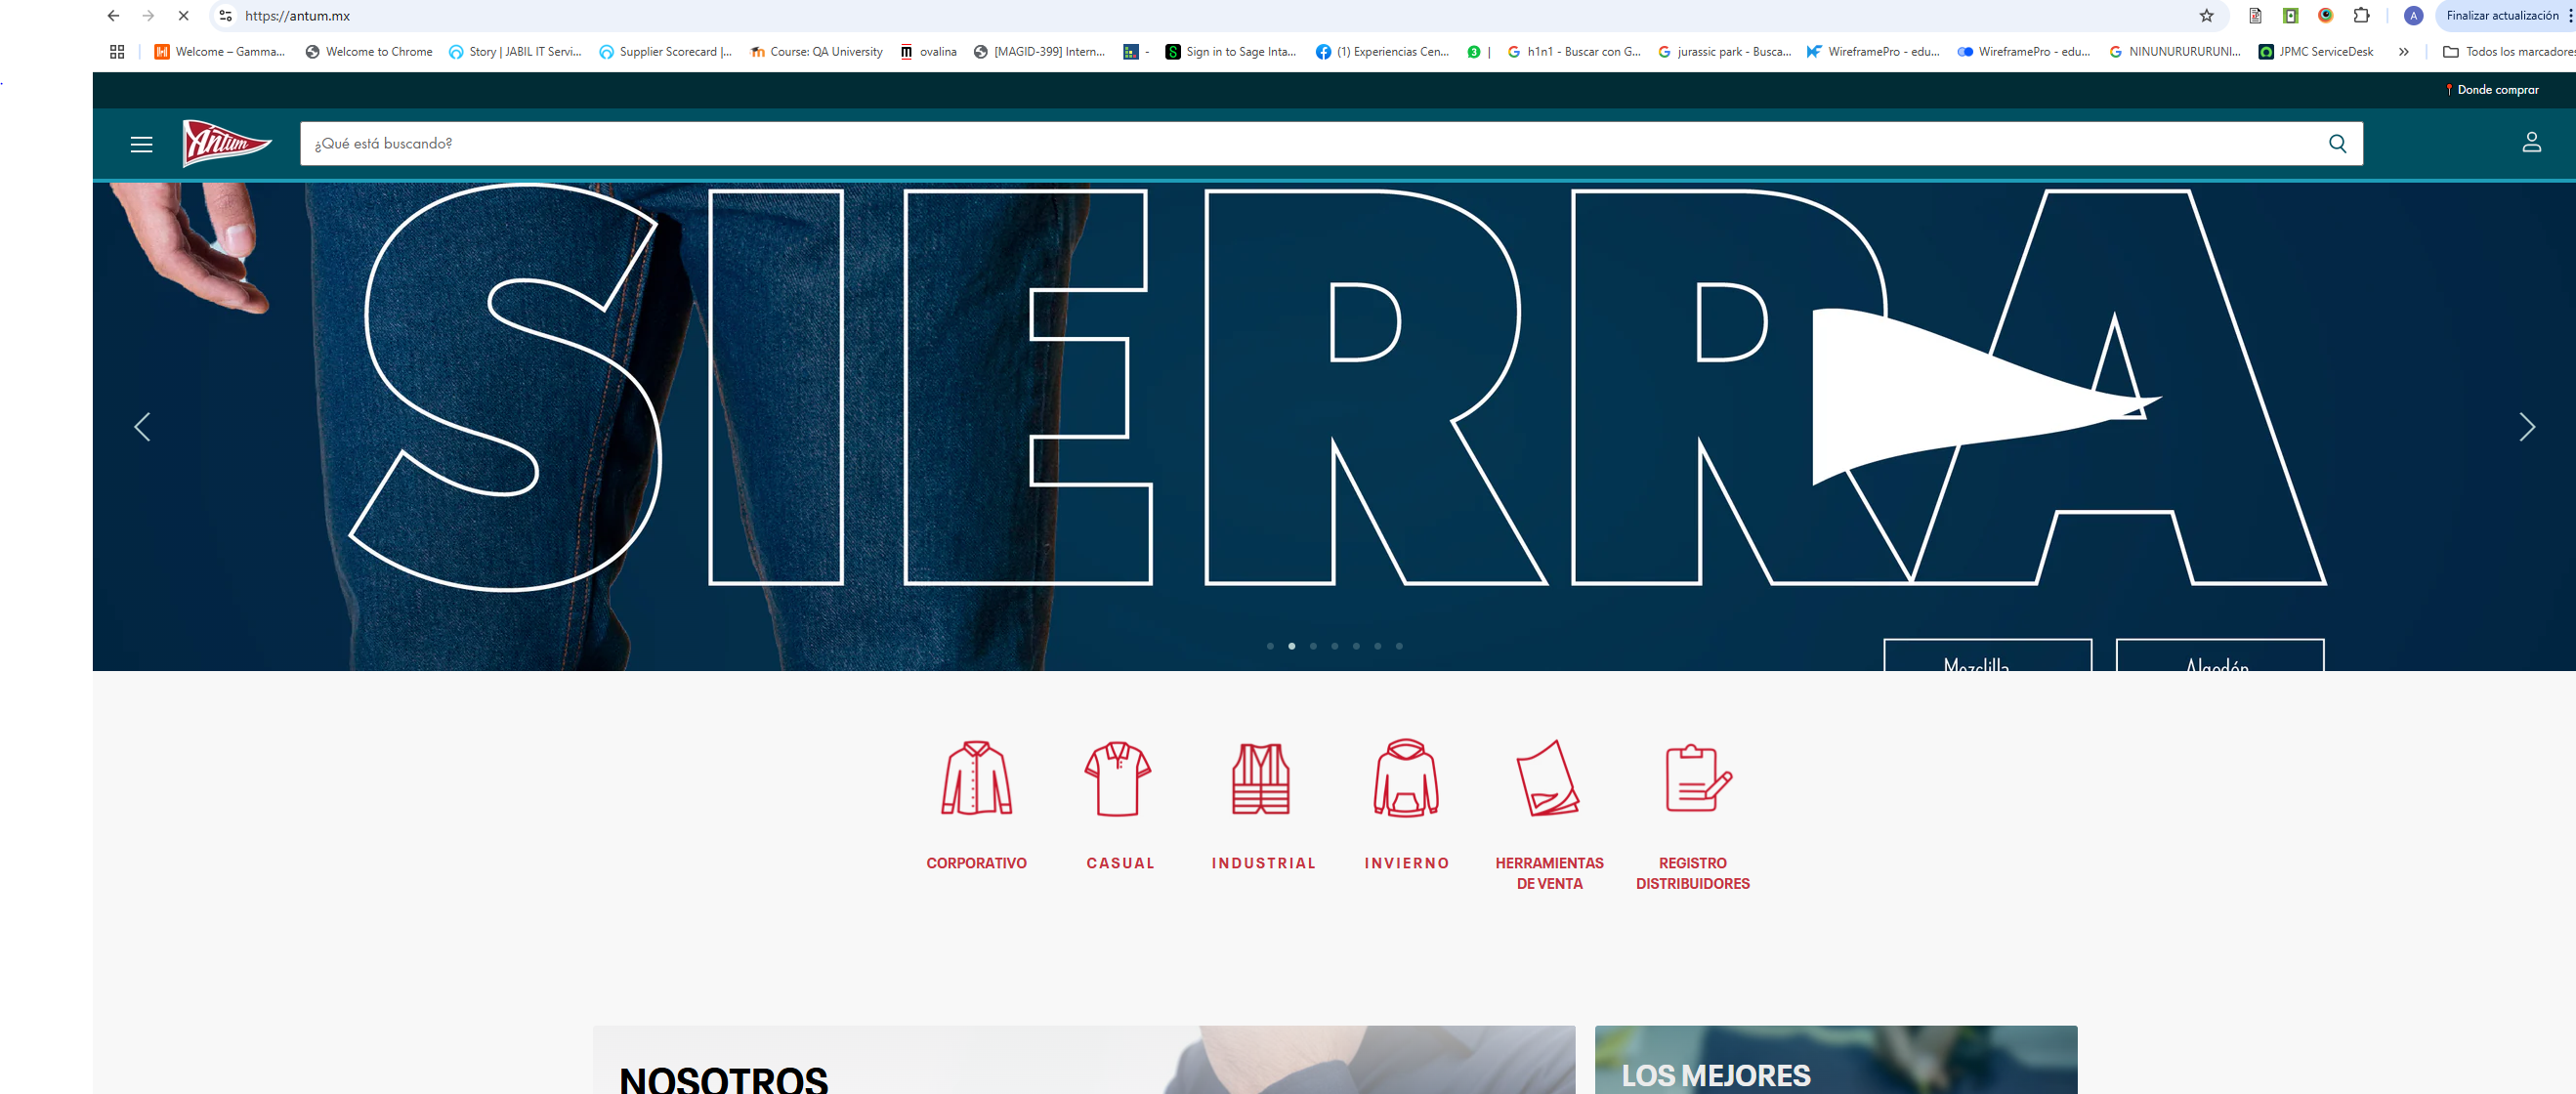 https://antum.mx
Finalizar actualización
Welcome – Gamma...
Welcome to Chrome
Story | JABIL IT Servi...
Supplier Scorecard |...
Course: QA University
ovalina
[MAGID-399] Intern...
-
Sign in to Sage Inta...
(1) Experiencias Cen...
3 |
h1n1 - Buscar con G...
jurassic park - Busca...
WireframePro - edu...
WireframePro - edu...
NINUNURURURUNI...
JPMC ServiceDesk
Todos los marcadores
Donde comprar
Antum
¿Qué está buscando?
SIERRA
Mezclilla
Algodón
CORPORATIVO
CASUAL
INDUSTRIAL
INVIERNO
HERRAMIENTAS
DE VENTA
REGISTRO
DISTRIBUIDORES
NOSOTROS
LOS MEJORES